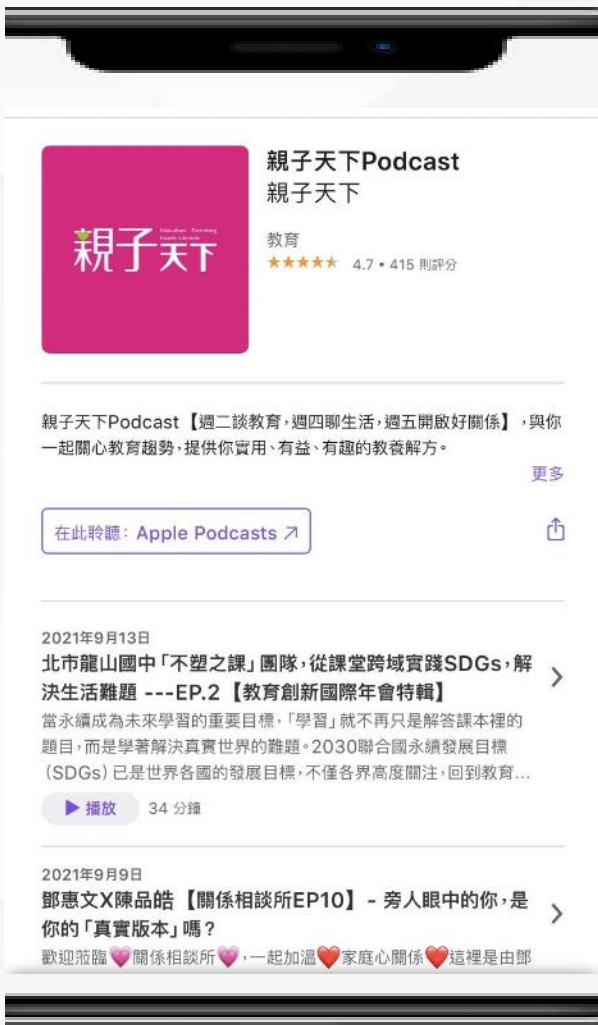 親子天下Podcast
親子天下
教育
4.7 • 415 則評分
親子天下
親子天下Podcast【週二談教育,週四聊生活,週五開啟好關係】,與你
一起關心教育趨勢,提供你實用、有益、有趣的教養解方。
更多
在此聆聽: Apple Podcasts
2021年9月13日
北市龍山國中「不塑之課」團隊,從課堂跨域實踐SDGs,解
決生活難題 ---EP.2【教育創新國際年會特輯】
當永續成為未來學習的重要目標,「學習」就不再只是解答課本裡的
題目,而是學著解決真實世界的難題。2030聯合國永續發展目標
(SDGs)已是世界各國的發展目標,不僅各界高度關注,回到教育...
播放 34 分鐘
2021年9月9日
鄧惠文X陳品皓【關係相談所EP10】- 旁人眼中的你,是
你的「真實版本」嗎?
歡迎蒞臨💗關係相談所💗,一起加溫❤️家庭心關係❤️這裡是由鄧